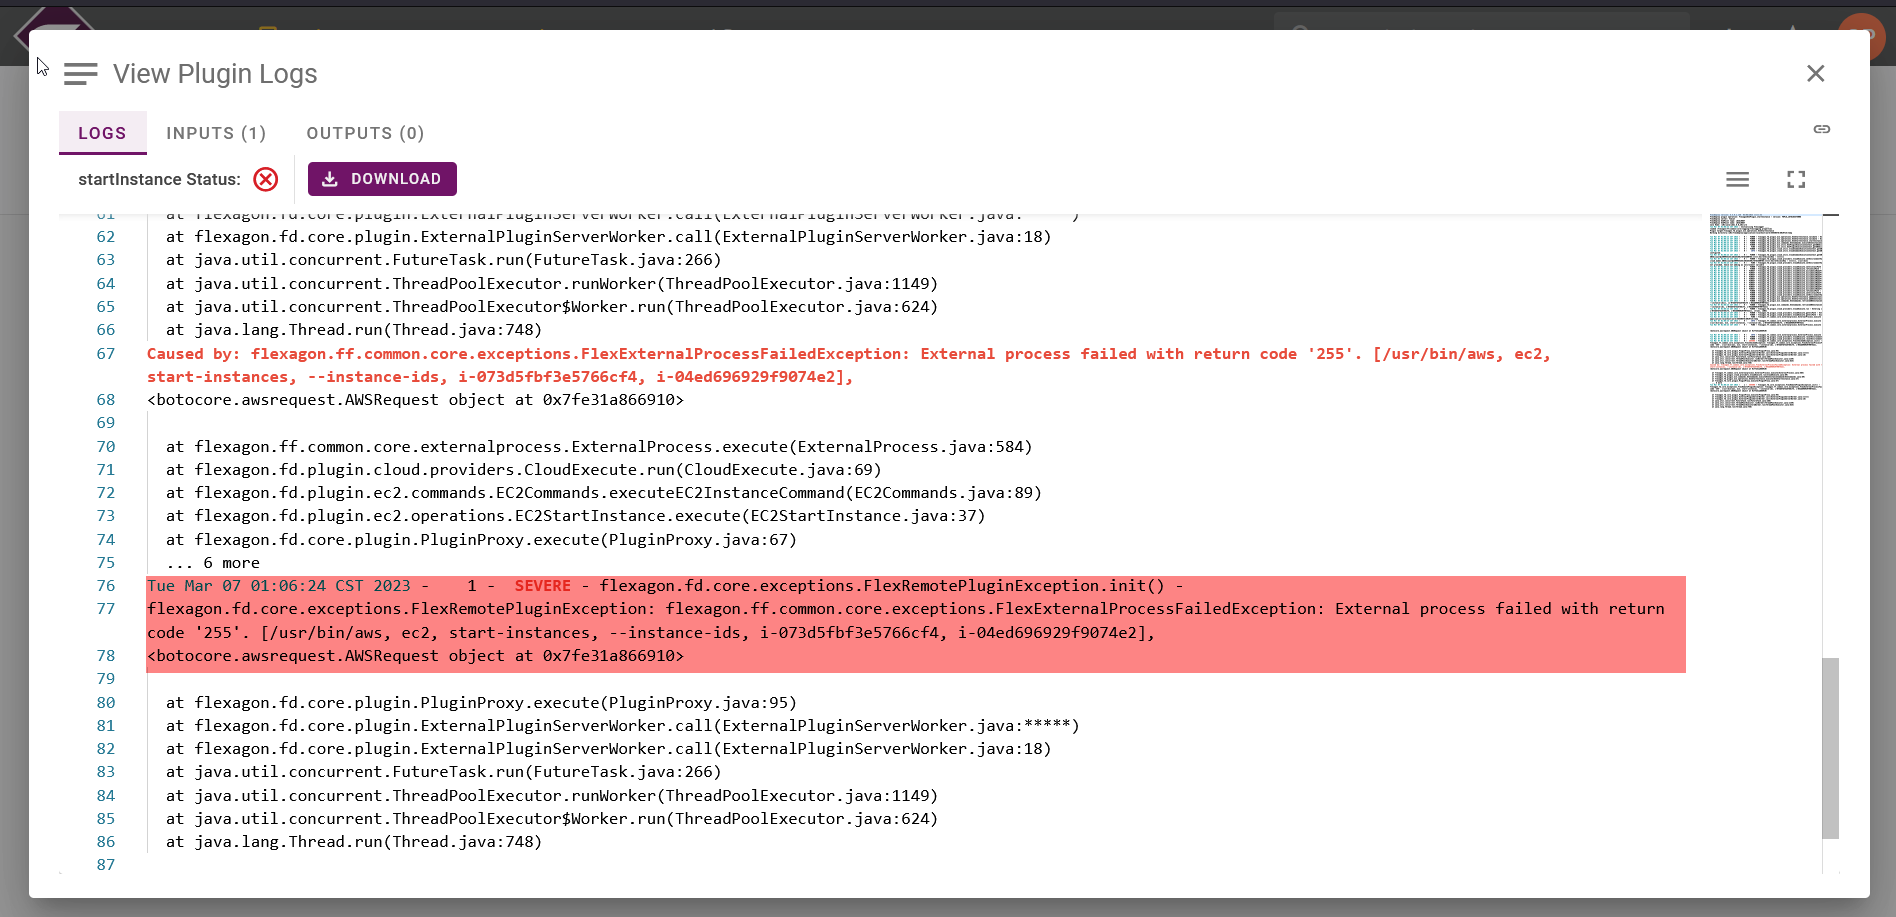 View Plugin Logs
LOGS INPUTS (1) OUTPUTS (0)
startInstance Status: DOWNLOAD
61 at flexagon.fd.core.plugin.ExternalPluginServerWorker.call(ExternalPluginServerWorker.java: )
62 at flexagon.fd.core.plugin.ExternalPluginServerWorker.call(ExternalPluginServerWorker.java:18)
63 at java.util.concurrent.FutureTask.run(FutureTask.java:266)
64 at java.util.concurrent.ThreadPoolExecutor.runWorker(ThreadPoolExecutor.java:1149)
65 at java.util.concurrent.ThreadPoolExecutor$Worker.run(ThreadPoolExecutor.java:624)
66 at java.lang.Thread.run(Thread.java:748)
67 Caused by: flexagon.ff.common.core.exceptions.FlexExternalProcessFailedException: External process failed with return code '255'. [/usr/bin/aws, ec2,
start-instances, --instance-ids, i-073d5fbf3e5766cf4, i-04ed696929f9074e2],
68 <botocore.awsrequest.AWSRequest object at 0x7fe31a866910>
69
70 at flexagon.ff.common.core.externalprocess.ExternalProcess.execute(ExternalProcess.java:584)
71 at flexagon.fd.plugin.cloud.providers.CloudExecute.run(CloudExecute.java:69)
72 at flexagon.fd.plugin.ec2.commands.EC2Commands.executeEC2InstanceCommand(EC2Commands.java:89)
73 at flexagon.fd.plugin.ec2.operations.EC2StartInstance.execute(EC2StartInstance.java:37)
74 at flexagon.fd.core.plugin.PluginProxy.execute(PluginProxy.java:67)
75 ... 6 more
76 Tue Mar 07 01:06:24 CST 2023 - 1 - SEVERE - flexagon.fd.core.exceptions.FlexRemotePluginException.init() -
77 flexagon.fd.core.exceptions.FlexRemotePluginException: flexagon.ff.common.core.exceptions.FlexExternalProcessFailedException: External process failed with return
code '255'. [/usr/bin/aws, ec2, start-instances, --instance-ids, i-073d5fbf3e5766cf4, i-04ed696929f9074e2],
78 <botocore.awsrequest.AWSRequest object at 0x7fe31a866910>
79
80 at flexagon.fd.core.plugin.PluginProxy.execute(PluginProxy.java:95)
81 at flexagon.fd.core.plugin.ExternalPluginServerWorker.call(ExternalPluginServerWorker.java:*****)
82 at flexagon.fd.core.plugin.ExternalPluginServerWorker.call(ExternalPluginServerWorker.java:18)
83 at java.util.concurrent.FutureTask.run(FutureTask.java:266)
84 at java.util.concurrent.ThreadPoolExecutor.runWorker(ThreadPoolExecutor.java:1149)
85 at java.util.concurrent.ThreadPoolExecutor$Worker.run(ThreadPoolExecutor.java:624)
86 at java.lang.Thread.run(Thread.java:748)
87